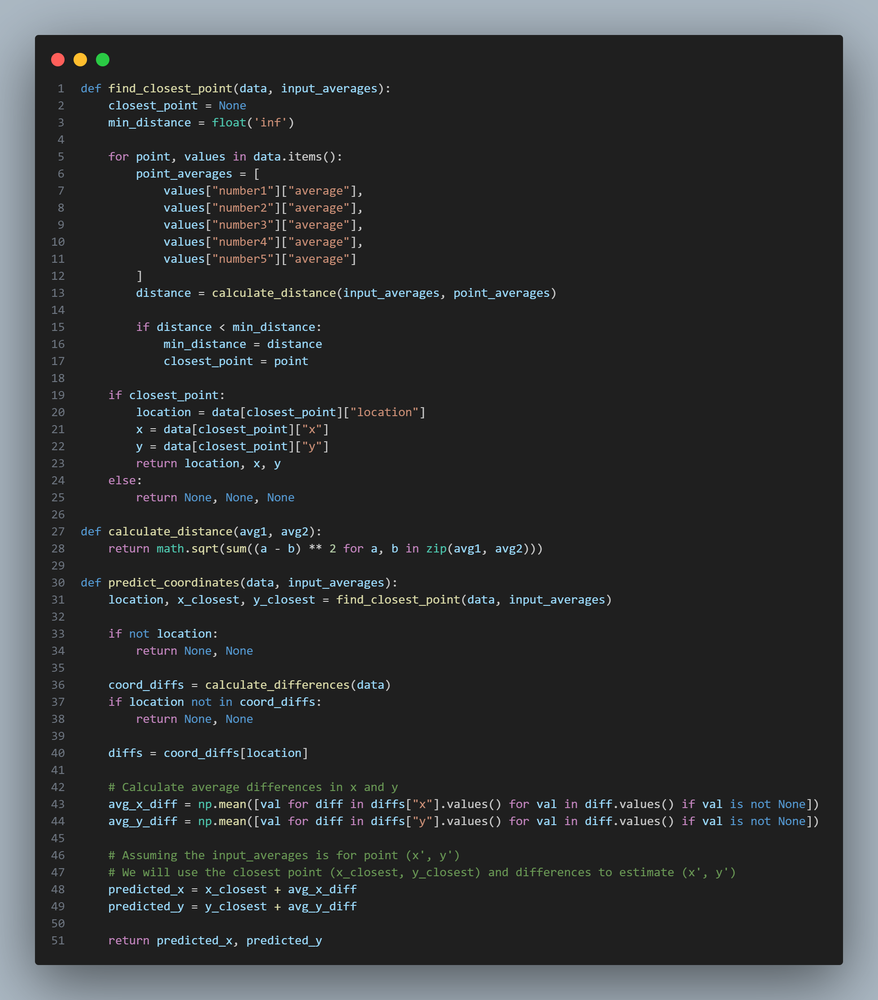 1 def find_closest_point(data, input_averages):
2     closest_point = None
3     min_distance = float('inf')
4
5     for point, values in data.items():
6         point_averages = [
7             values["number1"]["average"],
8             values["number2"]["average"],
9             values["number3"]["average"],
10             values["number4"]["average"],
11             values["number5"]["average"]
12         ]
13         distance = calculate_distance(input_averages, point_averages)
14
15         if distance < min_distance:
16             min_distance = distance
17             closest_point = point
18
19     if closest_point:
20         location = data[closest_point]["location"]
21         x = data[closest_point]["x"]
22         y = data[closest_point]["y"]
23         return location, x, y
24     else:
25         return None, None, None
26
27 def calculate_distance(avg1, avg2):
28     return math.sqrt(sum((a - b) ** 2 for a, b in zip(avg1, avg2)))
29
30 def predict_coordinates(data, input_averages):
31     location, x_closest, y_closest = find_closest_point(data, input_averages)
32
33     if not location:
34         return None, None
35
36     coord_diffs = calculate_differences(data)
37     if location not in coord_diffs:
38         return None, None
39
40     diffs = coord_diffs[location]
41
42     # Calculate average differences in x and y
43     avg_x_diff = np.mean([val for diff in diffs["x"].values() for val in diff.values() if val is not None])
44     avg_y_diff = np.mean([val for diff in diffs["y"].values() for val in diff.values() if val is not None])
45
46     # Assuming the input_averages is for point (x', y')
47     # We will use the closest point (x_closest, y_closest) and differences to estimate (x', y')
48     predicted_x = x_closest + avg_x_diff
49     predicted_y = y_closest + avg_y_diff
50
51     return predicted_x, predicted_y